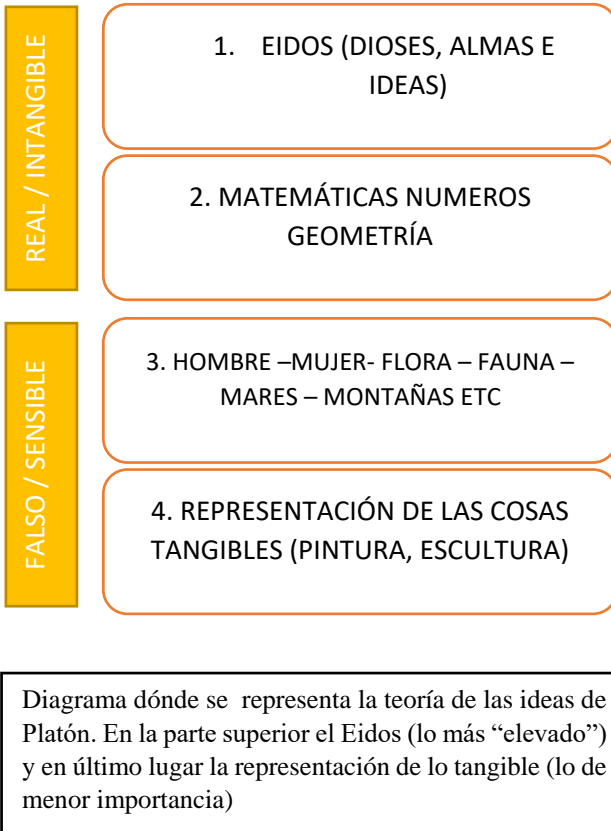 REAL / INTANGIBLE
1. EIDOS (DIOSES, ALMAS E
IDEAS)
2. MATEMÁTICAS NUMEROS
GEOMETRÍA
FALSO / SENSIBLE
3. HOMBRE –MUJER- FLORA – FAUNA –
MARES – MONTAÑAS ETC
4. REPRESENTACIÓN DE LAS COSAS
TANGIBLES (PINTURA, ESCULTURA)
Diagrama dónde se representa la teoría de las ideas de
Platón. En la parte superior el Eidos (lo más “elevado”)
y en último lugar la representación de lo tangible (lo de
menor importancia)